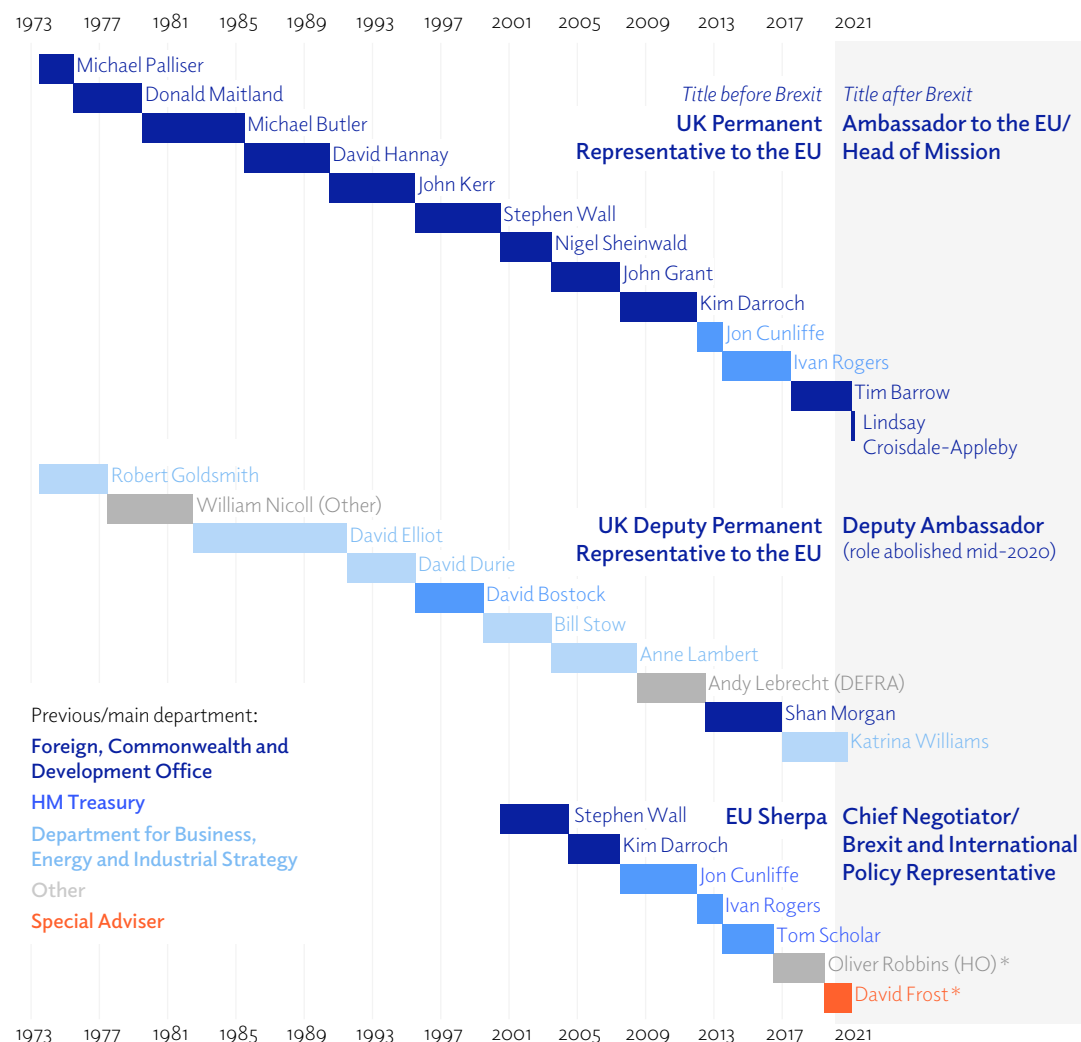 1973 1977 1981 1985 1989 1993 1997 2001 2005 2009 2013 2017 2021
Michael Palliser
Donald Maitland
Title before Brexit
Title after Brexit
Michael Butler
UK Permanent
Representative to the EU
Ambassador to the EU/
Head of Mission
David Hannay
John Kerr
Stephen Wall
Nigel Sheinwald
John Grant
Kim Darroch
Jon Cunliffe
Ivan Rogers
Tim Barrow
Lindsay
Croisdale-Appleby
Robert Goldsmith
William Nicoll (Other)
UK Deputy Permanent
Representative to the EU
Deputy Ambassador
(role abolished mid-2020)
David Elliot
David Durie
David Bostock
Bill Stow
Anne Lambert
Andy Lebrecht (DEFRA)
Shan Morgan
Katrina Williams
Previous/main department:
Foreign, Commonwealth and
Development Office
HM Treasury
Department for Business,
Energy and Industrial Strategy
Other
Special Adviser
Stephen Wall
EU Sherpa
Chief Negotiator/
Brexit and International
Policy Representative
Kim Darroch
Jon Cunliffe
Ivan Rogers
Tom Scholar
Oliver Robbins (HO) *
David Frost *
1973 1977 1981 1985 1989 1993 1997 2001 2005 2009 2013 2017 2021